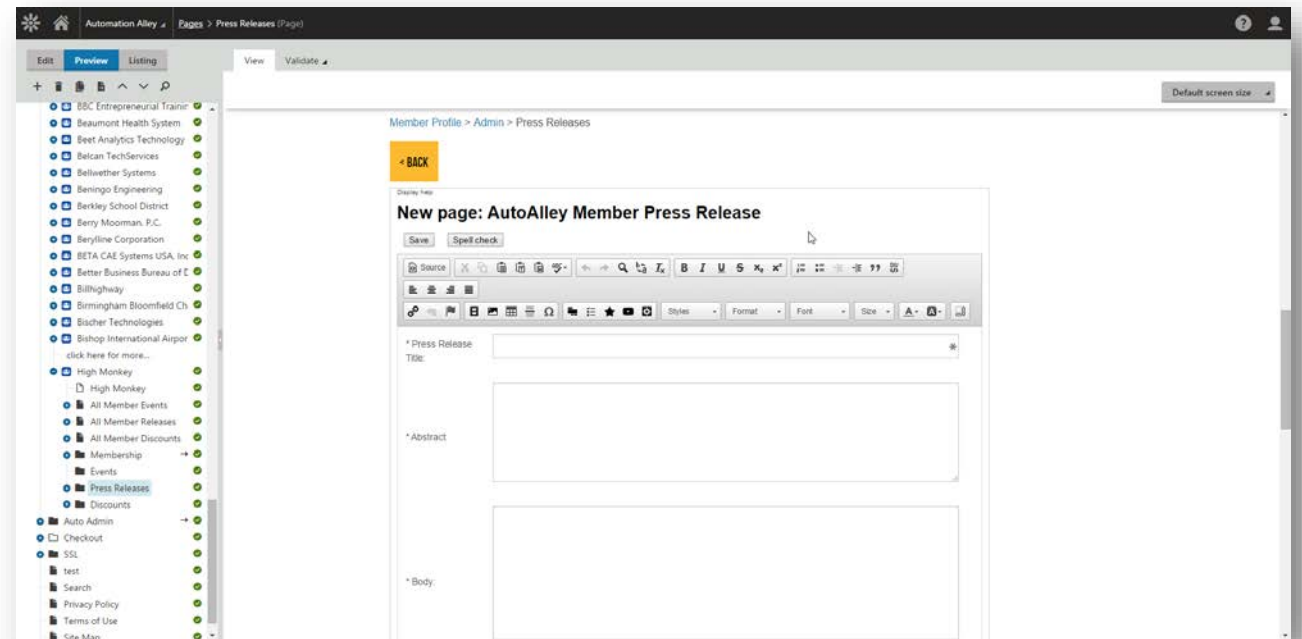 Automation Alley Pages > Press Releases (Page)
Edit Preview Listing
View Validate
Default screen size
BBC Entrepreneurial Trainir
Beaumont Health System
Beet Analytics Technology
Belcan TechServices
Bellwether Systems
Beningo Engineering
Berkley School District
Berry Moorman, P.C.
Berylline Corporation
BETA CAE Systems USA, Inc
Better Business Bureau of D
Billhighway
Birmingham Bloomfield Ch
Bischer Technologies
Bishop International Airpor
click here for more...
High Monkey
High Monkey
All Member Events
All Member Releases
All Member Discounts
Membership
Events
Press Releases
Discounts
Auto Admin
Checkout
SSL
test
Search
Privacy Policy
Terms of Use
Site Map
Member Profile > Admin > Press Releases
< BACK
Display help
New page: AutoAlley Member Press Release
Save Spell check
Source
Styles Format Font Size
* Press Release
Title:
* Abstract
* Body: